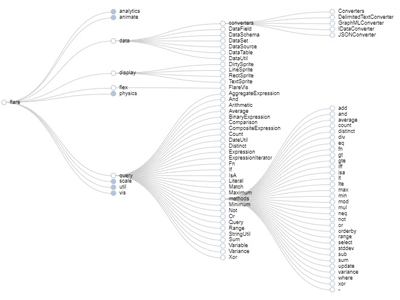 flare
analytics
animate
data
display
flex
physics
query
scale
util
vis
converters
DataField
DataSchema
DataSet
DataSource
DataTable
DataUtil
DirtySprite
LineSprite
RectSprite
TextSprite
FlareVis
AggregateExpression
And
Arithmetic
Average
BinaryExpression
Comparison
CompositeExpression
Count
DateUtil
Distinct
Expression
ExpressionIterator
Fn
If
IsA
Literal
Match
Maximum
methods
Minimum
Not
Or
Query
Range
StringUtil
Sum
Variable
Variance
Xor
Converters
DelimitedTextConverter
GraphMLConverter
IDataConverter
JSONConverter
add
and
average
count
distinct
div
eq
fn
gt
gte
iff
isa
lt
lte
max
min
mod
mul
neq
not
or
orderby
range
select
stddev
sub
sum
update
variance
where
xor
-